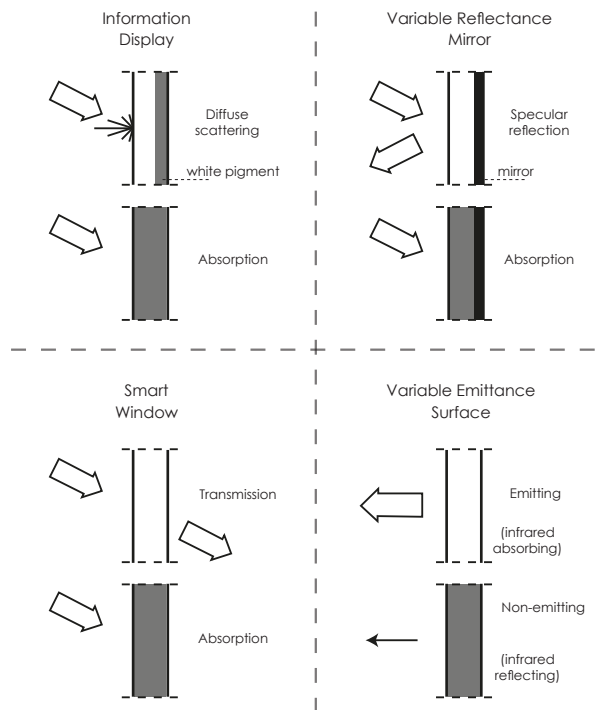 Information
Display
Diffuse
scattering
white pigment
Absorption
Variable Reflectance
Mirror
Specular
reflection
mirror
Absorption
Smart
Window
Transmission
Absorption
Variable Emittance
Surface
Emitting
(infrared
absorbing)
Non-emitting
(infrared
reflecting)